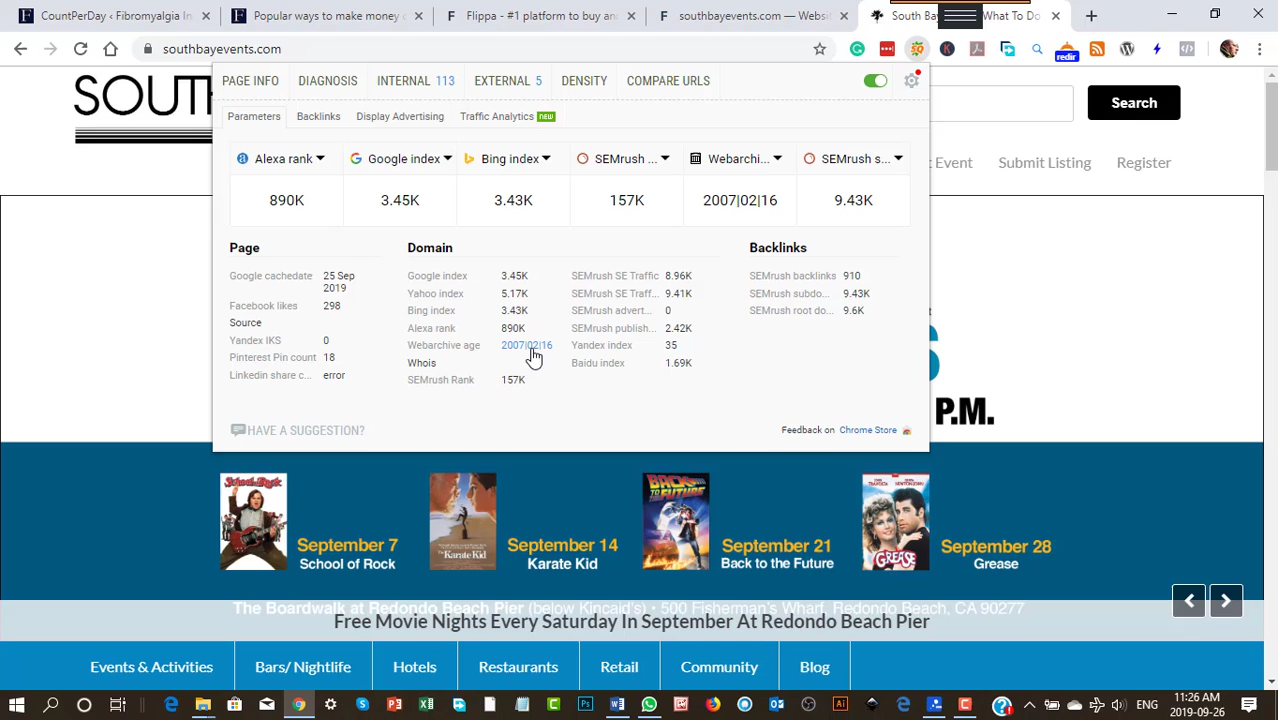 CountPerDay ‹ Fibromyalgia In
Popular ways to make money o
Flippa - #1 platform to buy an
southbayevents.com — Websit
South Bay
What To Do
southbayevents.com
redir
SOUT
Search
PAGE INFO
DIAGNOSIS
INTERNAL 113
EXTERNAL 5
DENSITY
COMPARE URLS
Parameters
Backlinks
Display Advertising
Traffic Analytics NEW
t Event
Submit Listing
Register
Alexa rank
Google index
Bing index
SEMrush ...
Webarchi...
SEMrush s...
890K
3.45K
3.43K
157K
2007|02|16
9.43K
Page
Google cachedate 25 Sep 2019
Facebook likes 298
Source
Yandex IKS 0
Pinterest Pin count 18
Linkedin share c... error
Domain
Google index 3.45K
Yahoo index 5.17K
Bing index 3.43K
Alexa rank 890K
Webarchive age 2007|02|16
Whois
SEMrush Rank 157K
SEMrush SE Traffic 8.96K
SEMrush SE Traff... 9.41K
SEMrush advert... 0
SEMrush publish... 2.42K
Yandex index 35
Baidu index 1.69K
Backlinks
SEMrush backlinks 910
SEMrush subdo... 9.43K
SEMrush root do... 9.6K
HAVE A SUGGESTION?
Feedback on Chrome Store
S
P.M.
September 7
School of Rock
September 14
Karate Kid
September 21
Back to the Future
September 28
Grease
The Boardwalk at Redondo Beach Pier (below Kincaid's) • 500 Fisherman's Wharf, Redondo Beach, CA 90277
Free Movie Nights Every Saturday In September At Redondo Beach Pier
Events & Activities
Bars/ Nightlife
Hotels
Restaurants
Retail
Community
Blog
11:26 AM
2019-09-26